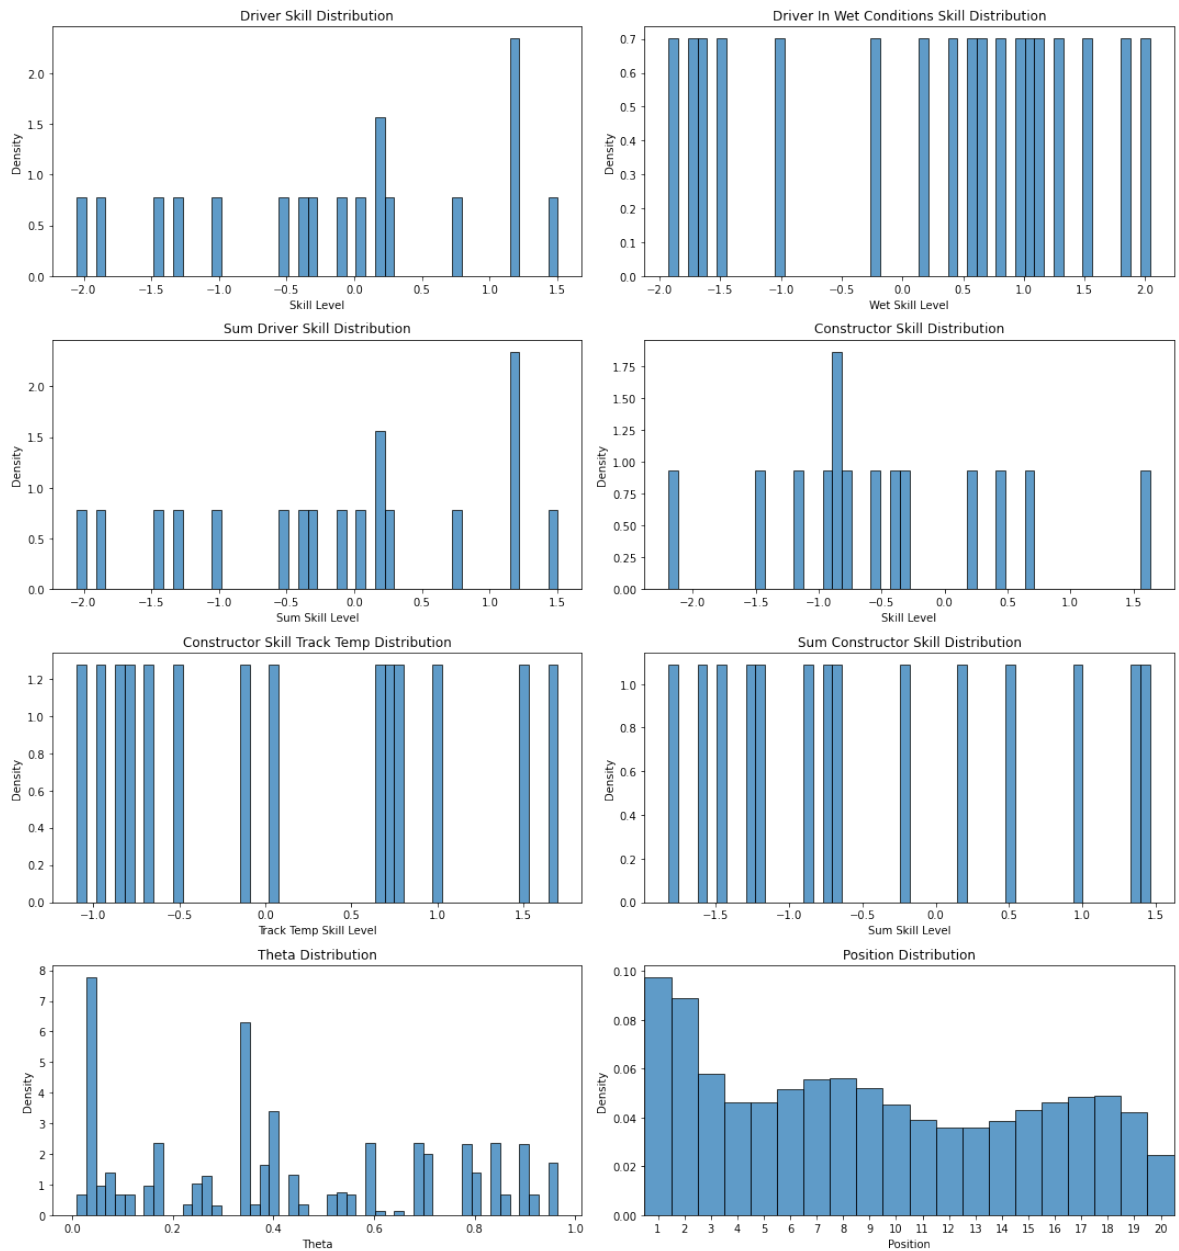 Driver Skill Distribution
Density
2.0
1.5
1.0
0.5
0.0
−2.0 −1.5 −1.0 −0.5 0.0 0.5 1.0 1.5
Skill Level
Driver In Wet Conditions Skill Distribution
Density
0.7
0.6
0.5
0.4
0.3
0.2
0.1
0.0
−2.0 −1.5 −1.0 −0.5 0.0 0.5 1.0 1.5 2.0
Wet Skill Level
Sum Driver Skill Distribution
Density
2.0
1.5
1.0
0.5
0.0
−2.0 −1.5 −1.0 −0.5 0.0 0.5 1.0 1.5
Sum Skill Level
Constructor Skill Distribution
Density
1.75
1.50
1.25
1.00
0.75
0.50
0.25
0.00
−2.0 −1.5 −1.0 −0.5 0.0 0.5 1.0 1.5
Skill Level
Constructor Skill Track Temp Distribution
Density
1.2
1.0
0.8
0.6
0.4
0.2
0.0
−1.0 −0.5 0.0 0.5 1.0 1.5
Track Temp Skill Level
Sum Constructor Skill Distribution
Density
1.0
0.8
0.6
0.4
0.2
0.0
−1.5 −1.0 −0.5 0.0 0.5 1.0 1.5
Sum Skill Level
Theta Distribution
Density
8
7
6
5
4
3
2
1
0
0.0 0.2 0.4 0.6 0.8 1.0
Theta
Position Distribution
Density
0.10
0.08
0.06
0.04
0.02
0.00
1 2 3 4 5 6 7 8 9 10 11 12 13 14 15 16 17 18 19 20
Position